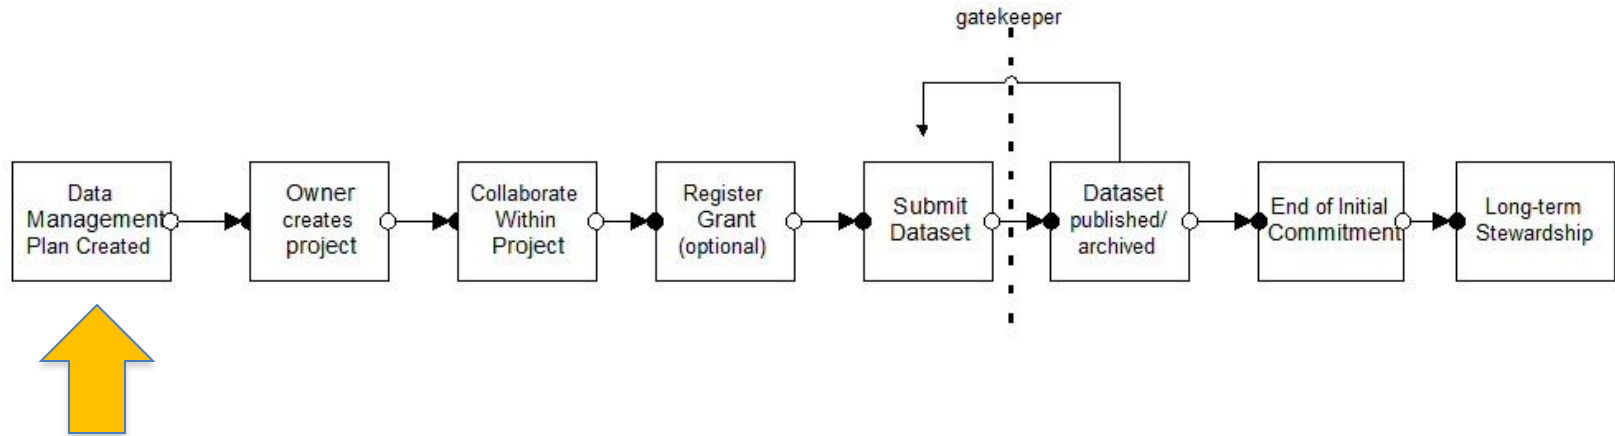 gatekeeper
Data
Management
Plan Created
Owner
creates
project
Collaborate
Within
Project
Register
Grant
(optional)
Submit
Dataset
Dataset
published/
archived
End of Initial
Commitment
Long-term
Stewardship